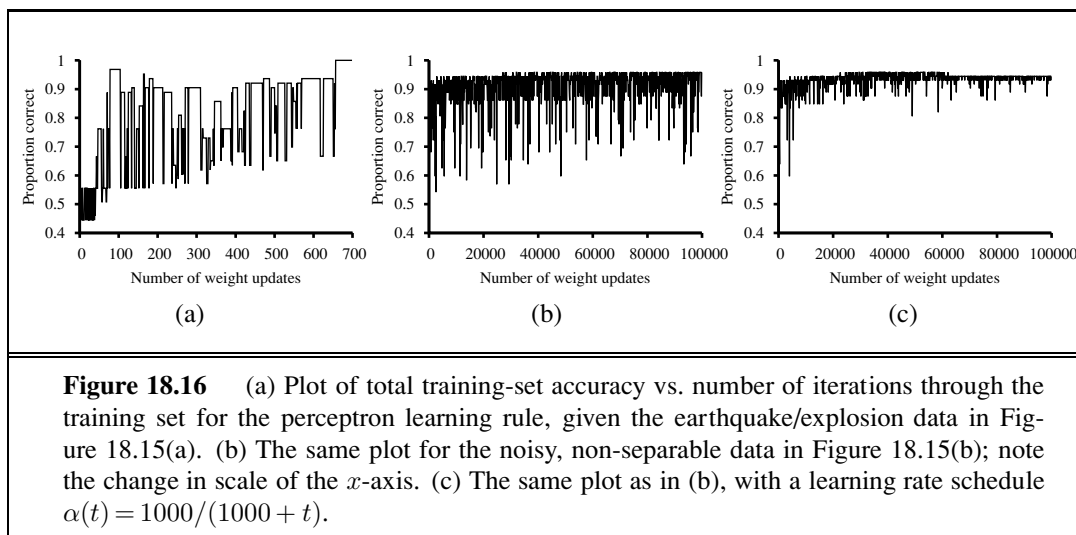 1
0.9
0.8
0.7
0.6
0.5
0.4
Proportion correct
0 100 200 300 400 500 600 700
Number of weight updates
(a)
1
0.9
0.8
0.7
0.6
0.5
0.4
Proportion correct
0 20000 40000 60000 80000 100000
Number of weight updates
(b)
1
0.9
0.8
0.7
0.6
0.5
0.4
Proportion correct
0 20000 40000 60000 80000 100000
Number of weight updates
(c)
Figure 18.16 (a) Plot of total training-set accuracy vs. number of iterations through the
training set for the perceptron learning rule, given the earthquake/explosion data in Fig-
ure 18.15(a). (b) The same plot for the noisy, non-separable data in Figure 18.15(b); note
the change in scale of the x-axis. (c) The same plot as in (b), with a learning rate schedule
α(t) = 1000/(1000 + t).